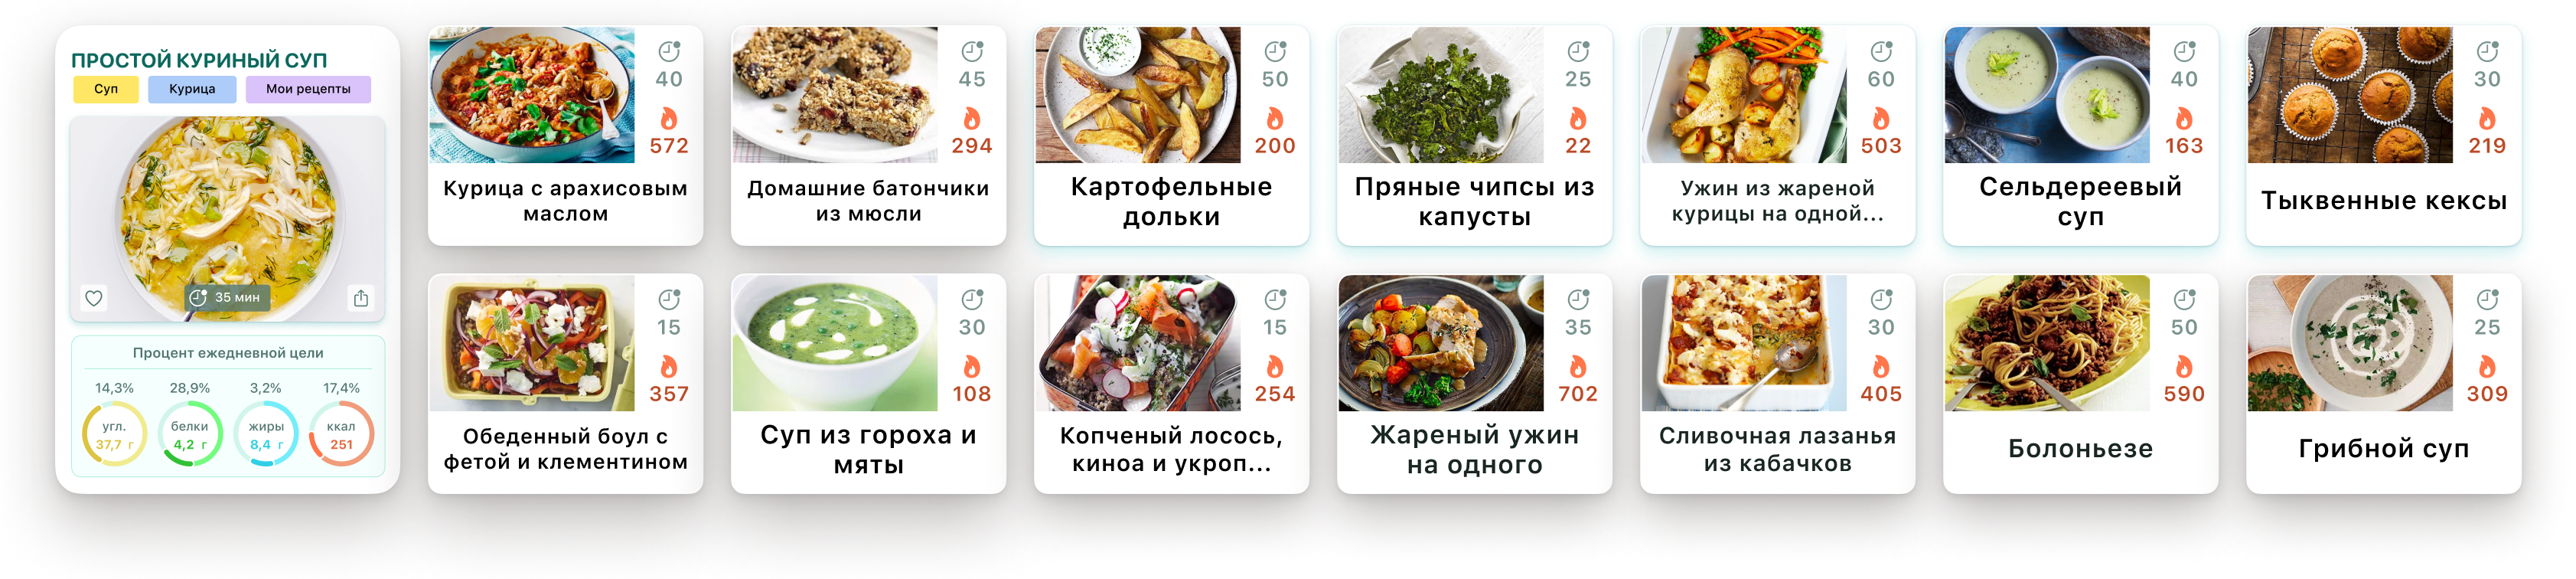 ПРОСТОЙ КУРИНЫЙ СУП
Суп
Курица
Мои рецепты
35 мин
Процент ежедневной цели
14,3%
28,9%
3,2%
17,4%
угл.
белки
жиры
ккал
37,7 г
4,2 г
8,4 г
251
40
572
Курица с арахисовым
маслом
45
294
Домашние батончики
из мюсли
50
200
Картофельные
дольки
25
22
Пряные чипсы из
капусты
60
503
Ужин из жареной
курицы на одной...
40
163
Сельдереевый
суп
30
219
Тыквенные кексы
15
357
Обеденный боул с
фетой и клементином
30
108
Суп из гороха и
мяты
15
254
Копченый лосось,
киноа и укроп...
35
702
Жареный ужин
на одного
30
405
Сливочная лазанья
из кабачков
50
590
Болоньезе
25
309
Грибной суп